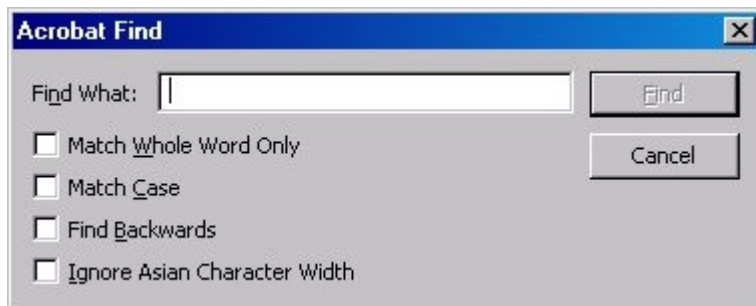 Acrobat Find
Find What: Find
Match Whole Word Only Cancel
Match Case
Find Backwards
Ignore Asian Character Width